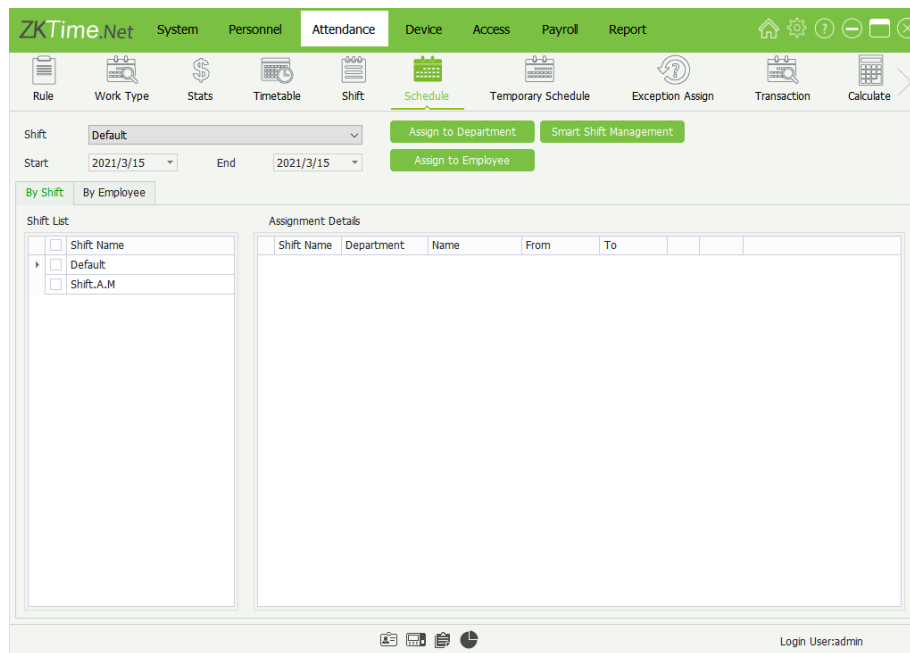 ZKTime.Net System Personnel Attendance Device Access Payroll Report
Rule Work Type Stats Timetable Shift Schedule Temporary Schedule Exception Assign Transaction Calculate
Shift Default Assign to Department Smart Shift Management
Start 2021/3/15 End 2021/3/15 Assign to Employee
By Shift By Employee
Shift List Assignment Details
Shift Name Shift Name Department Name From To
Default
Shift.A.M
Login User:admin